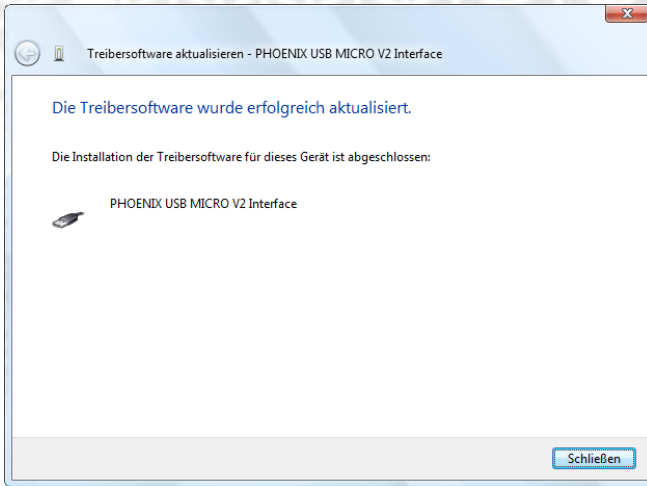 Treibersoftware aktualisieren - PHOENIX USB MICRO V2 Interface
Die Treibersoftware wurde erfolgreich aktualisiert.
Die Installation der Treibersoftware für dieses Gerät ist abgeschlossen:
PHOENIX USB MICRO V2 Interface
Schließen